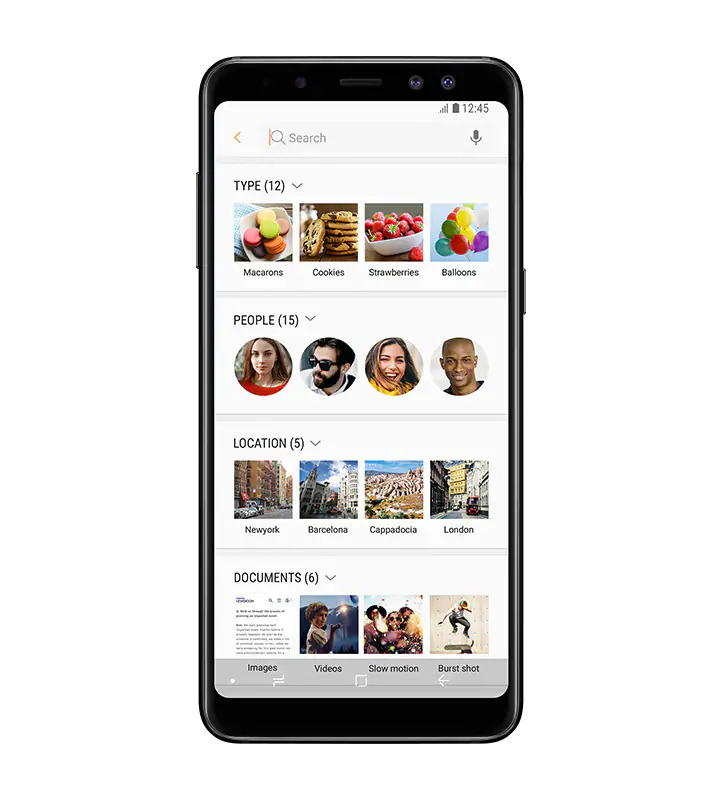 12:45
Search
TYPE (12)
Macarons Cookies Strawberries Balloons
PEOPLE (15)
LOCATION (5)
Newyork Barcelona Cappadocia London
DOCUMENTS (6)
NEWSROOM
Images Videos Slow motion Burst shot